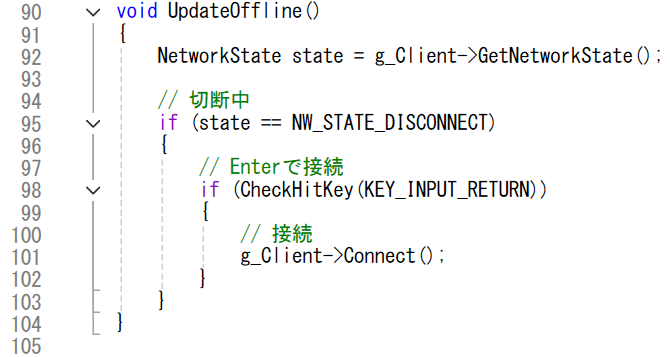 90 void UpdateOffline()
91 {
92 NetworkState state = g_Client->GetNetworkState();
93
94 // 切断中
95 if (state == NW_STATE_DISCONNECT)
96 {
97 // Enterで接続
98 if (CheckHitKey(KEY_INPUT_RETURN))
99 {
100 // 接続
101 g_Client->Connect();
102 }
103 }
104 }
105